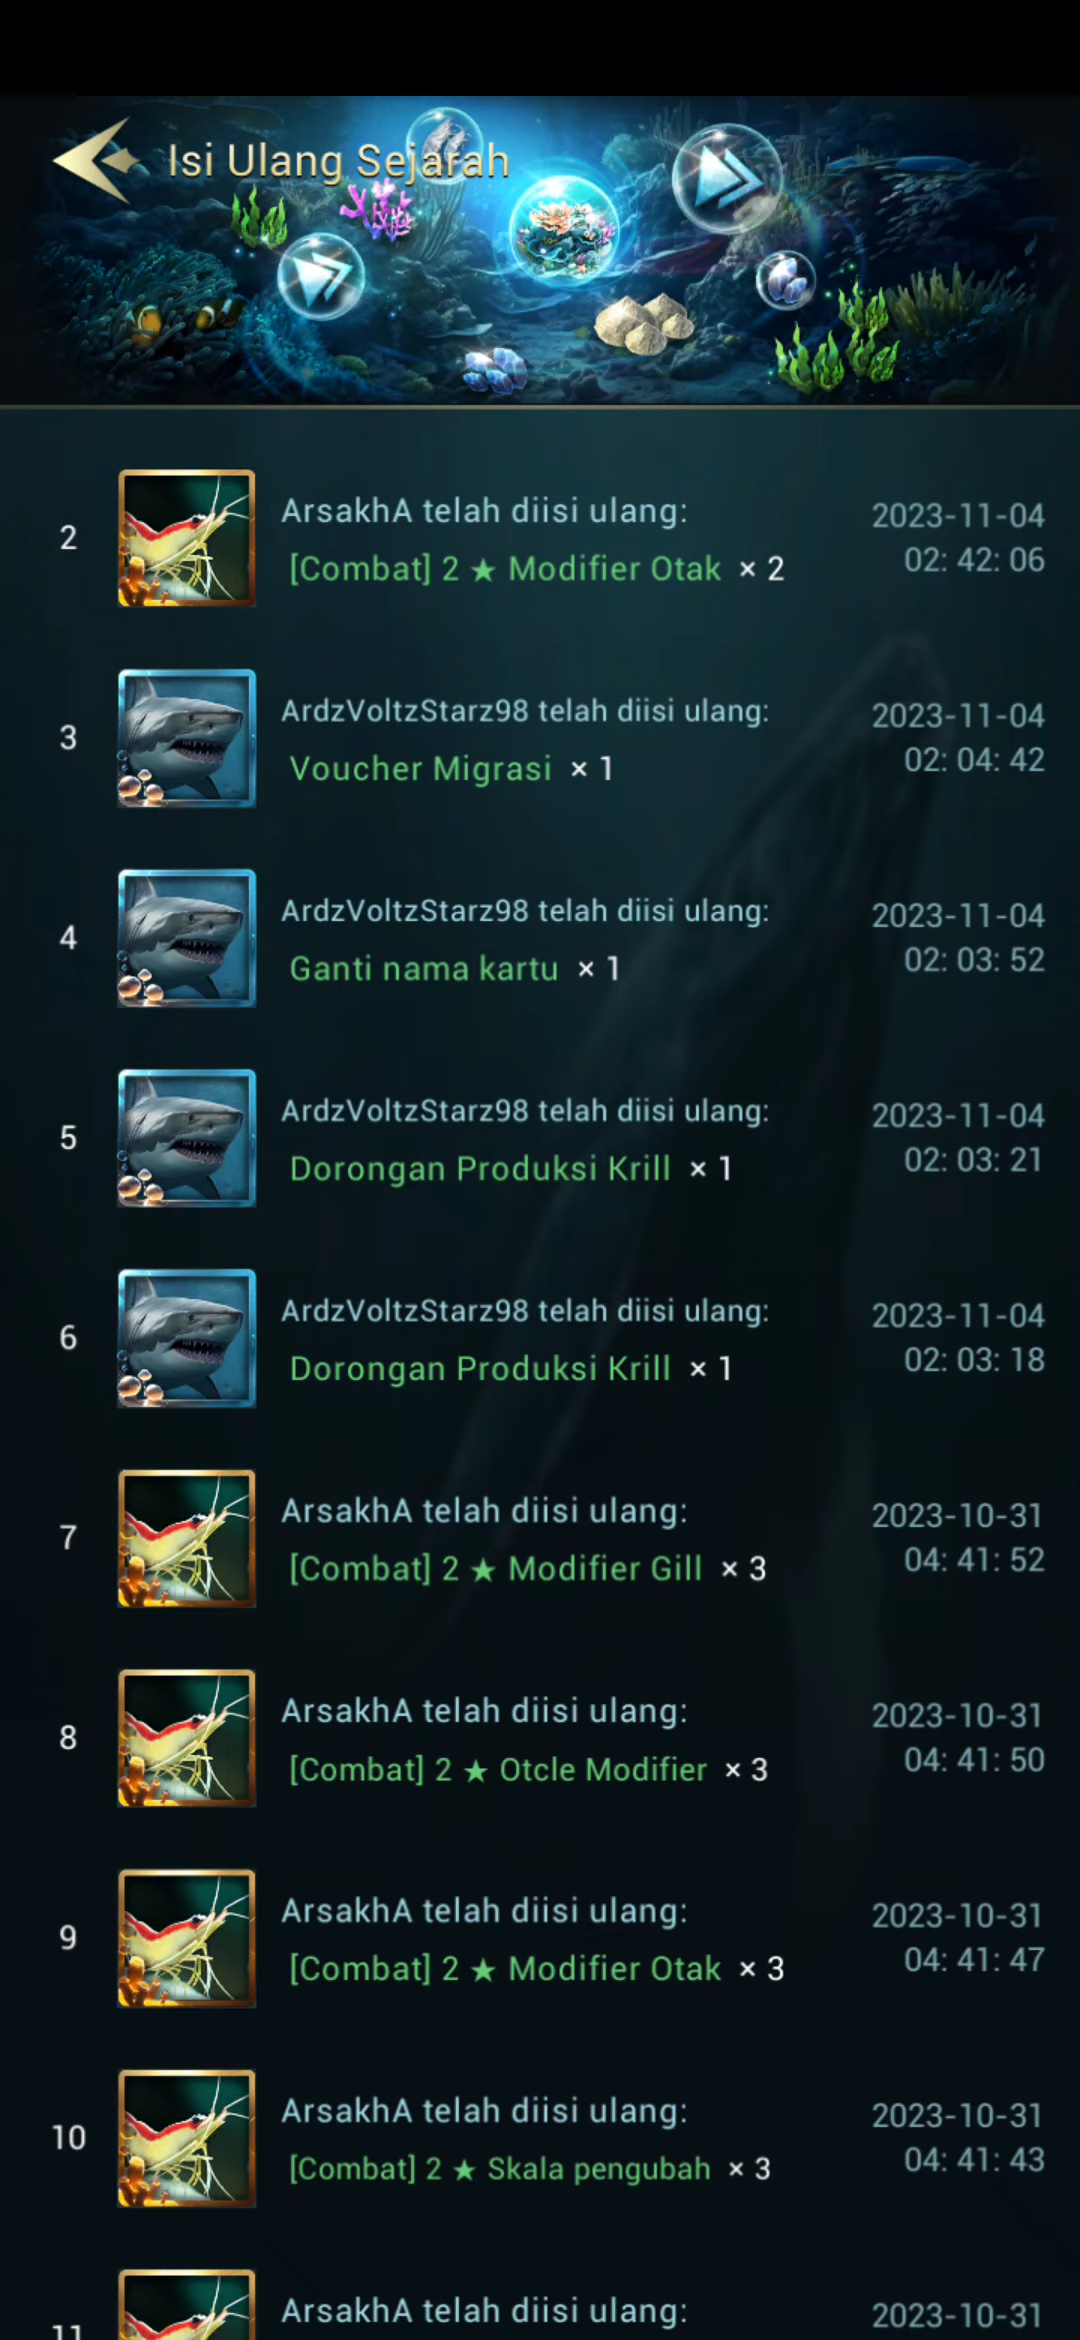 Isi Ulang Sejarah
2
ArsakhA telah diisi ulang:
[Combat] 2 ★ Modifier Otak × 2
2023-11-04
02: 42: 06
3
ArdzVoltzStarz98 telah diisi ulang:
Voucher Migrasi × 1
2023-11-04
02: 04: 42
4
ArdzVoltzStarz98 telah diisi ulang:
Ganti nama kartu × 1
2023-11-04
02: 03: 52
5
ArdzVoltzStarz98 telah diisi ulang:
Dorongan Produksi Krill × 1
2023-11-04
02: 03: 21
6
ArdzVoltzStarz98 telah diisi ulang:
Dorongan Produksi Krill × 1
2023-11-04
02: 03: 18
7
ArsakhA telah diisi ulang:
[Combat] 2 ★ Modifier Gill × 3
2023-10-31
04: 41: 52
8
ArsakhA telah diisi ulang:
[Combat] 2 ★ Otcle Modifier × 3
2023-10-31
04: 41: 50
9
ArsakhA telah diisi ulang:
[Combat] 2 ★ Modifier Otak × 3
2023-10-31
04: 41: 47
10
ArsakhA telah diisi ulang:
[Combat] 2 ★ Skala pengubah × 3
2023-10-31
04: 41: 43
11
ArsakhA telah diisi ulang:
2023-10-31